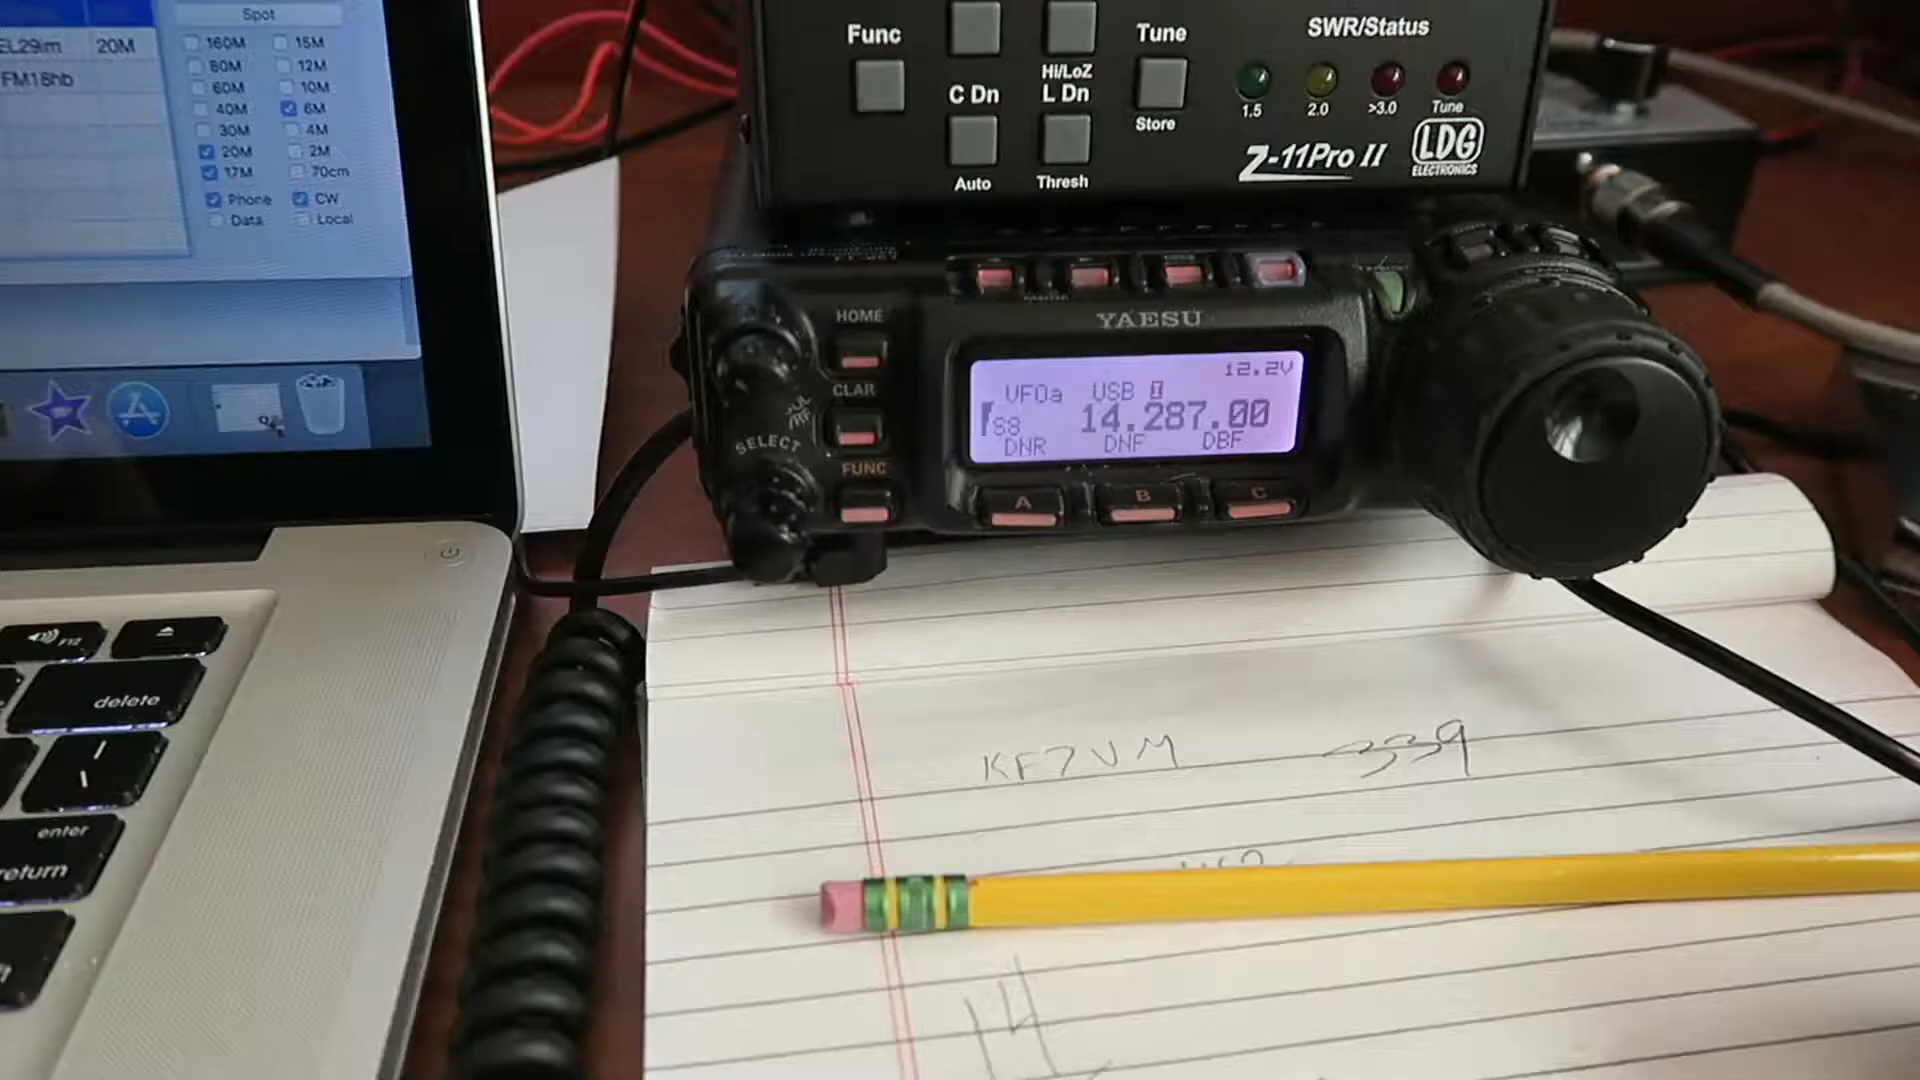 Spot
EL29im 20M
FM18hb
160M 15M
80M 12M
60M 10M
40M 6M
30M 4M
20M 2M
17M 70cm
Phone CW
Data Local
Func
C Dn
Hi/LoZ
L Dn
Tune
Store
Auto
Thresh
SWR/Status
1.5 2.0 >3.0 Tune
Z-11Pro II
LDG
ELECTRONICS
HOME
CLAR
SELECT
FUNC
YAESU
12.2V
VFOa USB
S8 14.287.00
DNR DNF DBF
A B C
F12
delete
enter
return
KF7VM 339
14